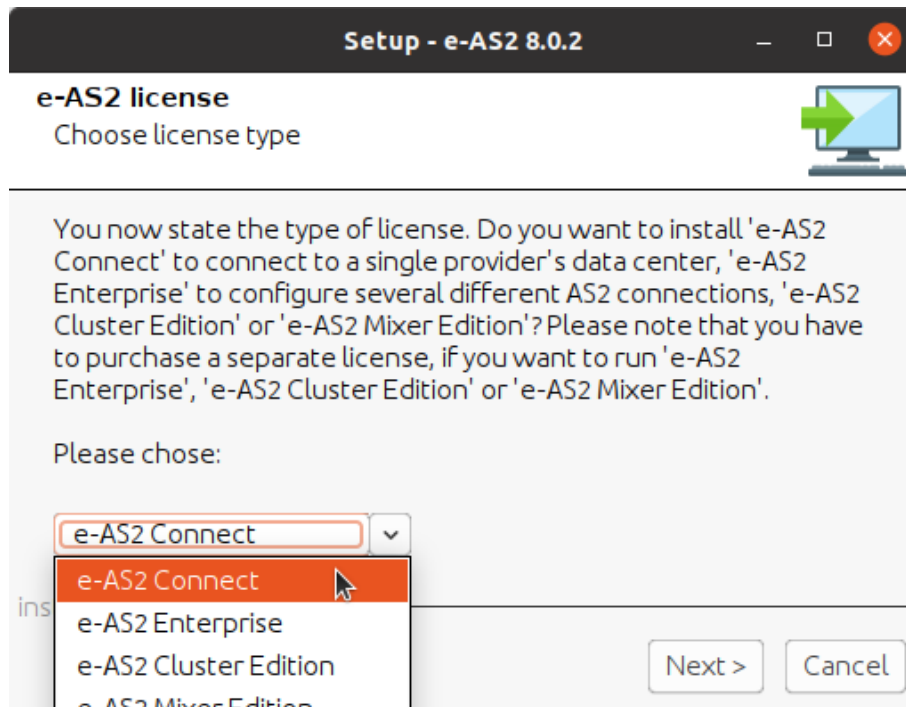 Setup - e-AS2 8.0.2
e-AS2 license
Choose license type
You now state the type of license. Do you want to install 'e-AS2
Connect' to connect to a single provider's data center, 'e-AS2
Enterprise' to configure several different AS2 connections, 'e-AS2
Cluster Edition' or 'e-AS2 Mixer Edition'? Please note that you have
to purchase a separate license, if you want to run 'e-AS2
Enterprise', 'e-AS2 Cluster Edition' or 'e-AS2 Mixer Edition'.
Please chose:
e-AS2 Connect
e-AS2 Connect
ins
e-AS2 Enterprise
e-AS2 Cluster Edition
e-AS2 Mixer Edition
Next >
Cancel